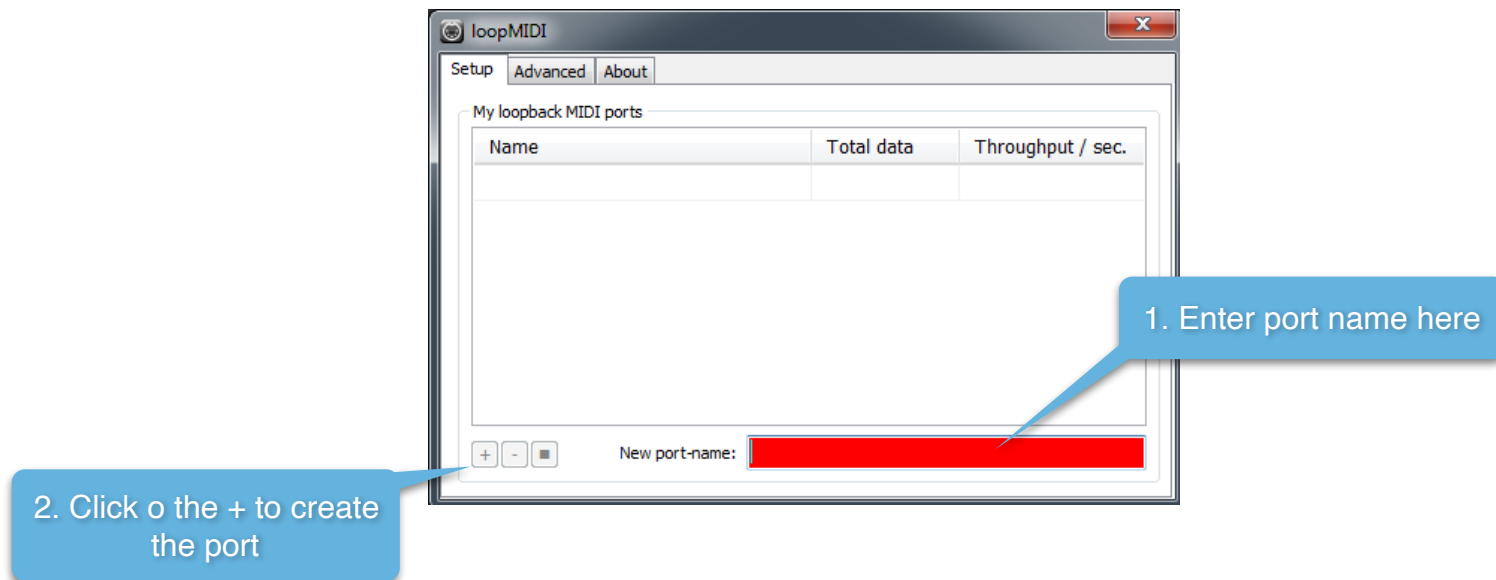 loopMIDI
Setup Advanced About
My loopback MIDI ports
Name Total data Throughput / sec.
1. Enter port name here
+ - ■ New port-name:
2. Click o the + to create
the port